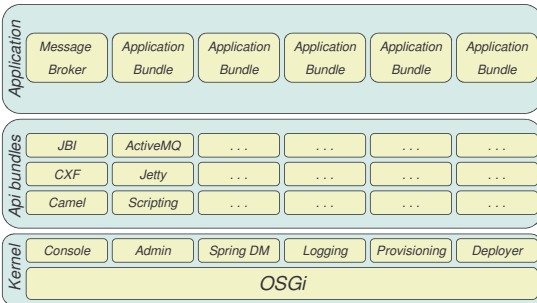 Application
Message Application Application Application Application Application
Broker Bundle Bundle Bundle Bundle Bundle
Api bundles
JBI ActiveMQ ... ... ... ...
CXF Jetty ... ... ... ...
Camel Scripting ... ... ... ...
Kernel
Console Admin Spring DM Logging Provisioning Deployer
OSGi